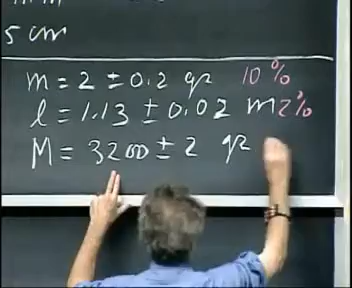 5 cm
m = 2 ± 0.2 gr 10%
l = 1.13 ± 0.02 m 2%
M = 3200 ± 2 gr